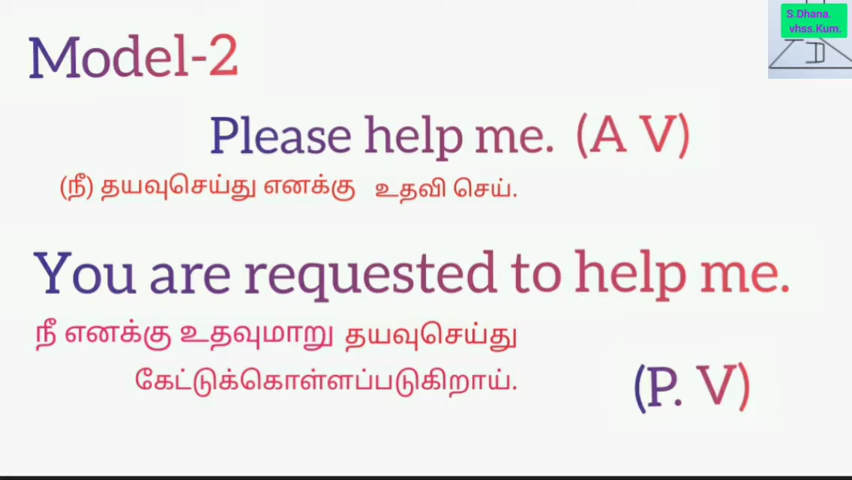 S.Dhana.
vhss.Kum.
Model-2
Please help me. (A V)
(நீ) தயவுசெய்து எனக்கு உதவி செய்.
You are requested to help me.
நீ எனக்கு உதவுமாறு தயவுசெய்து
கேட்டுக்கொள்ளப்படுகிறாய்.
(P. V)